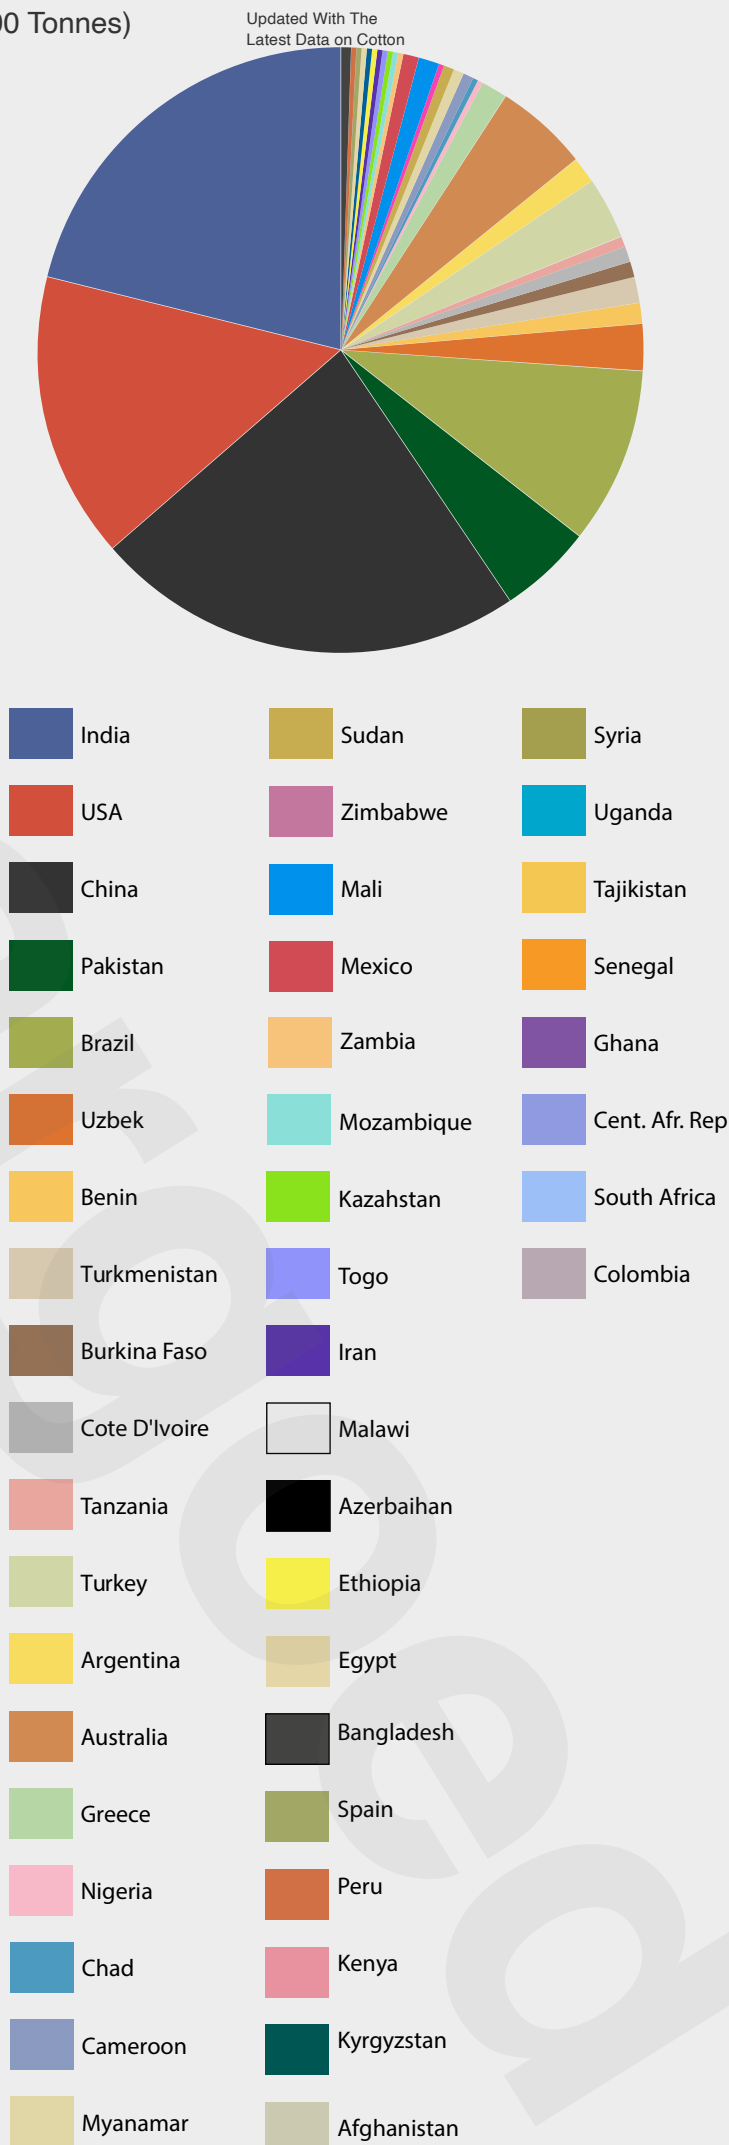 00 Tonnes)
Updated With The
Latest Data on Cotton
India
USA
China
Pakistan
Brazil
Uzbek
Benin
Turkmenistan
Burkina Faso
Cote D'Ivoire
Tanzania
Turkey
Argentina
Australia
Greece
Nigeria
Chad
Cameroon
Myanamar
Sudan
Zimbabwe
Mali
Mexico
Zambia
Mozambique
Kazahstan
Togo
Iran
Malawi
Azerbaihan
Ethiopia
Egypt
Bangladesh
Spain
Peru
Kenya
Kyrgyzstan
Afghanistan
Syria
Uganda
Tajikistan
Senegal
Ghana
Cent. Afr. Rep
South Africa
Colombia